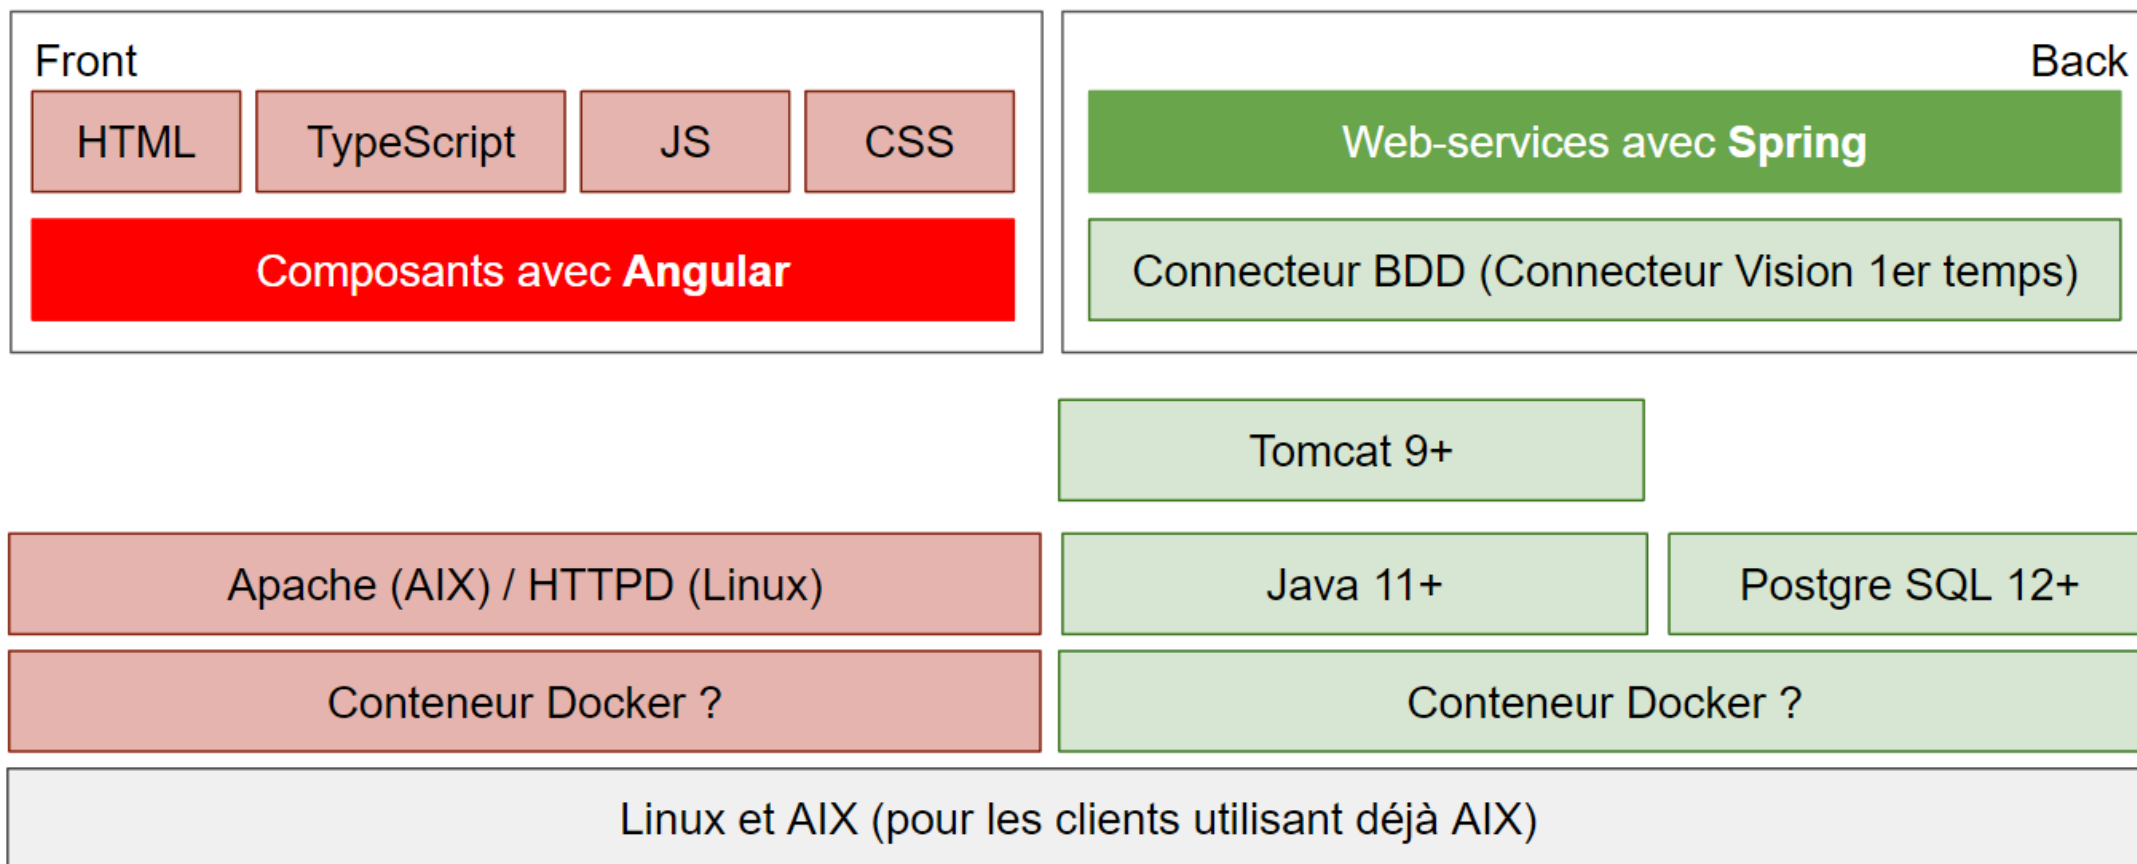 Front
Back
HTML
TypeScript
JS
CSS
Web-services avec Spring
Composants avec Angular
Connecteur BDD (Connecteur Vision 1er temps)
Tomcat 9+
Apache (AIX) / HTTPD (Linux)
Java 11+
Postgre SQL 12+
Conteneur Docker ?
Conteneur Docker ?
Linux et AIX (pour les clients utilisant déjà AIX)